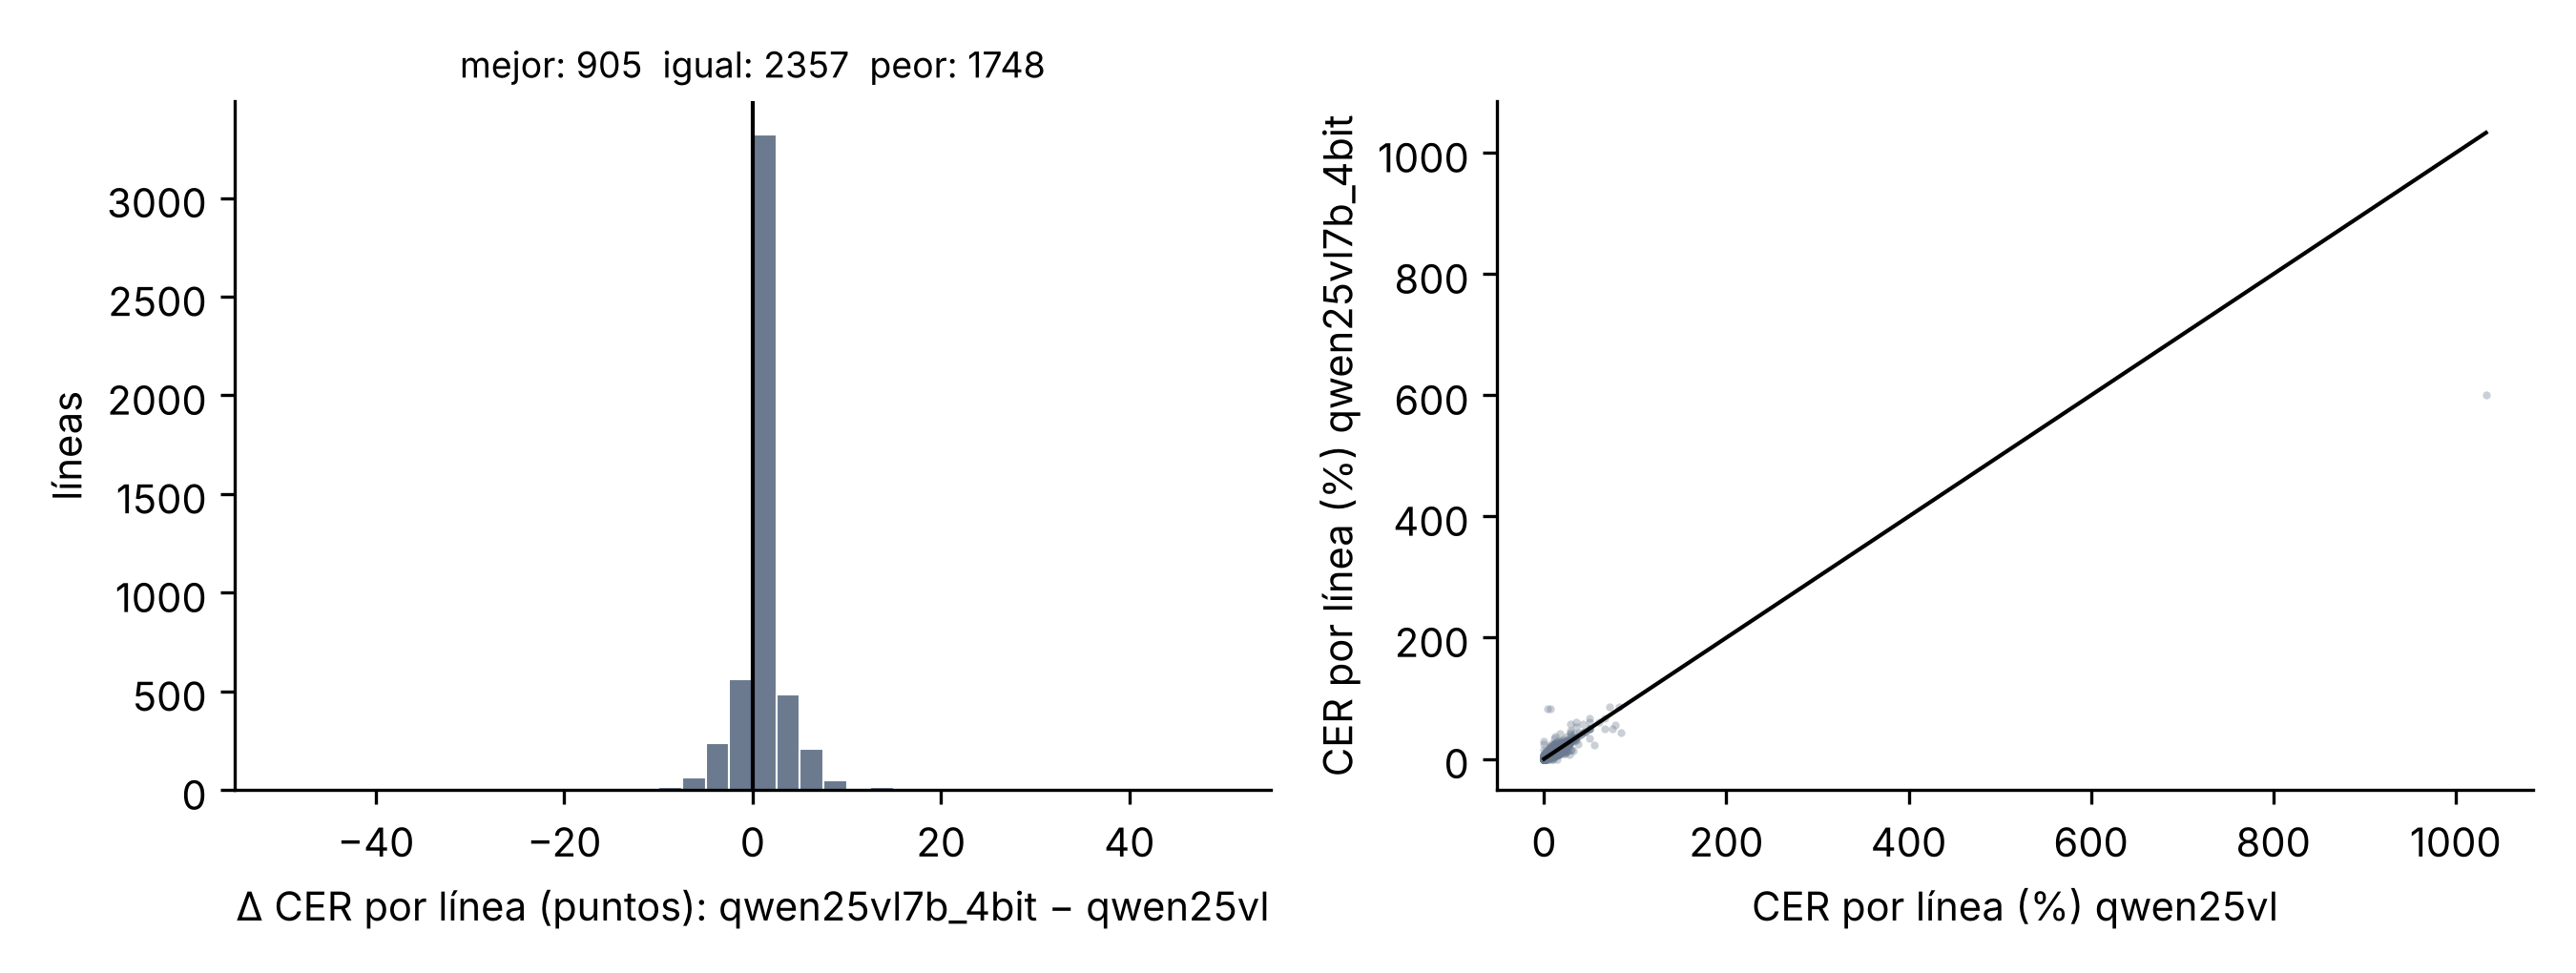 mejor: 905 igual: 2357 peor: 1748
líneas
3000
2500
2000
1500
1000
500
0
−40 −20 0 20 40
Δ CER por línea (puntos): qwen25vl7b_4bit − qwen25vl
CER por línea (%) qwen25vl7b_4bit
1000
800
600
400
200
0
0 200 400 600 800 1000
CER por línea (%) qwen25vl